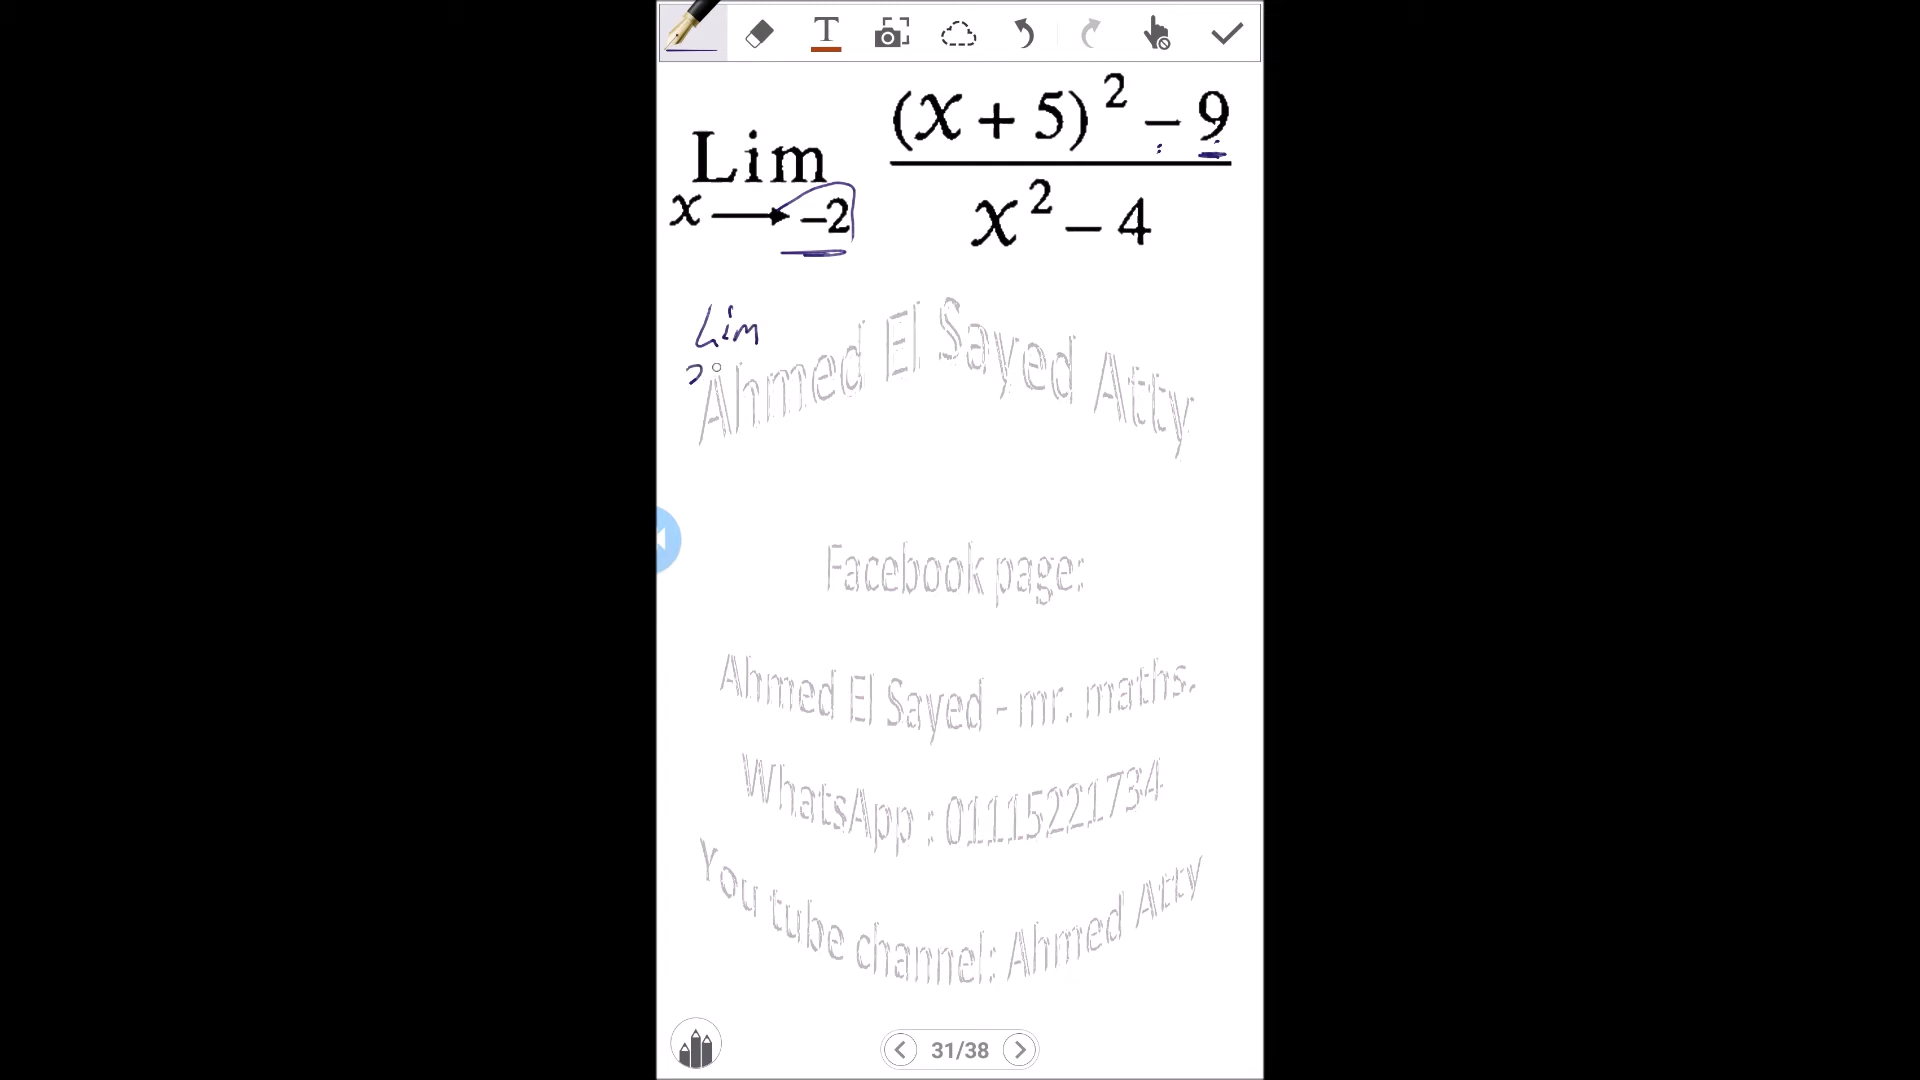 T
(x + 5)² – 9
Lim
x → –2
x² – 4
Lim
Ahmed El Sayed Atty
Facebook page:
Ahmed El Sayed - mr. maths.
WhatsApp : 01115221734
You tube channel: Ahmed Atty
31/38